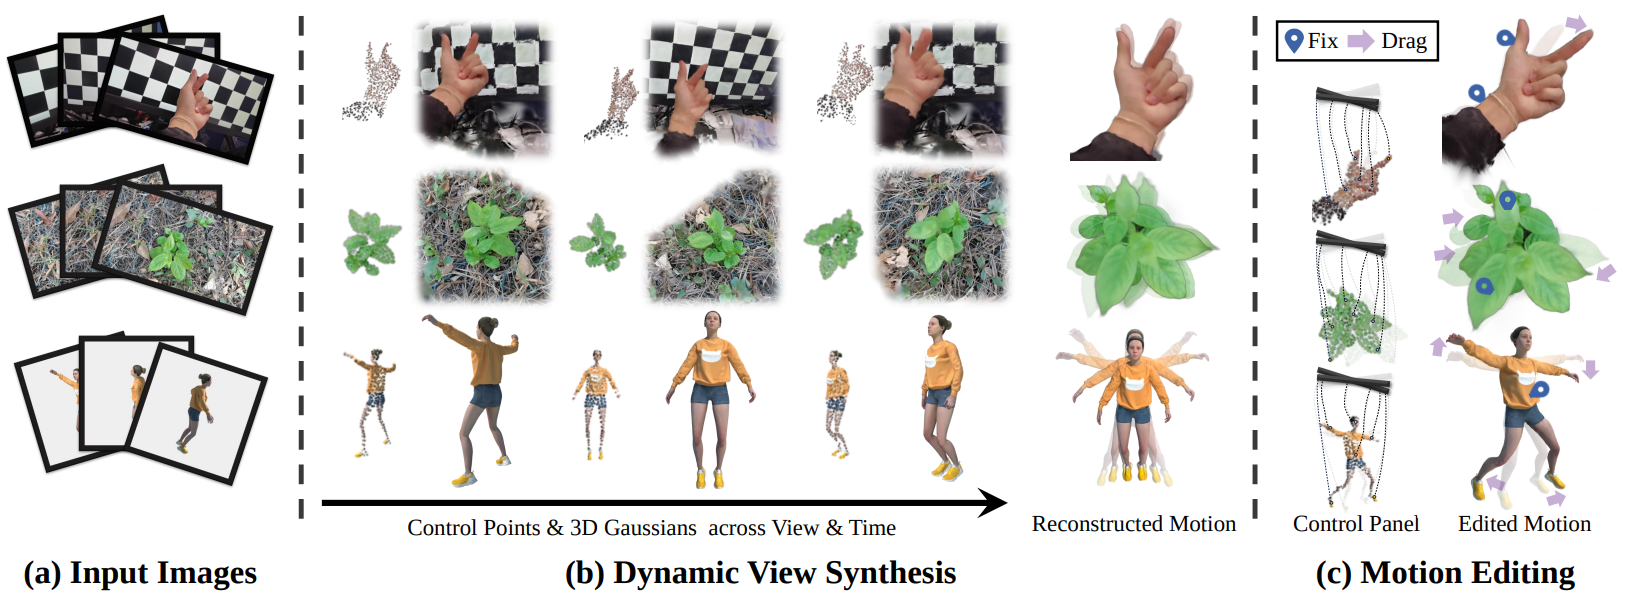 Fix Drag
Control Points & 3D Gaussians across View & Time
Reconstructed Motion
Control Panel
Edited Motion
(a) Input Images
(b) Dynamic View Synthesis
(c) Motion Editing